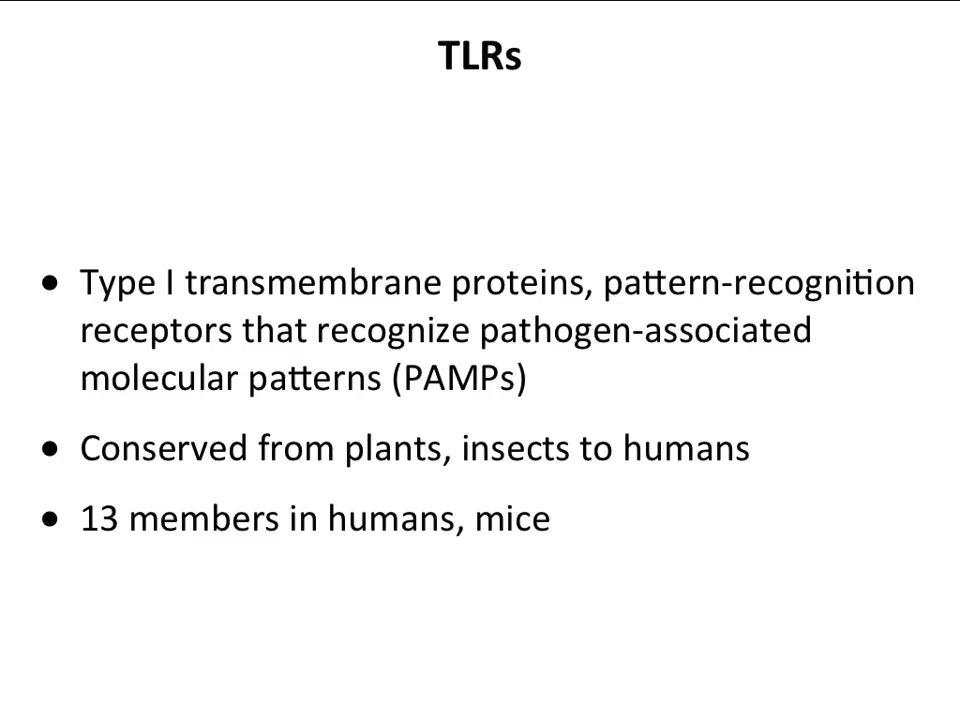 TLRs
• Type I transmembrane proteins, pattern-recognition
receptors that recognize pathogen-associated
molecular patterns (PAMPs)
• Conserved from plants, insects to humans
• 13 members in humans, mice